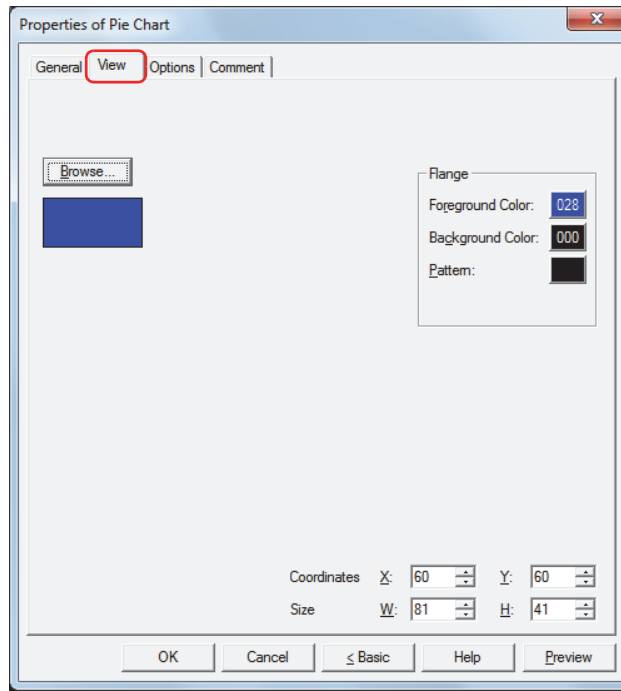 Properties of Pie Chart
General View Options Comment
Browse...
Flange
Foreground Color: 028
Background Color: 000
Pattern:
Coordinates X: 60 Y: 60
Size W: 81 H: 41
OK Cancel < Basic Help Preview